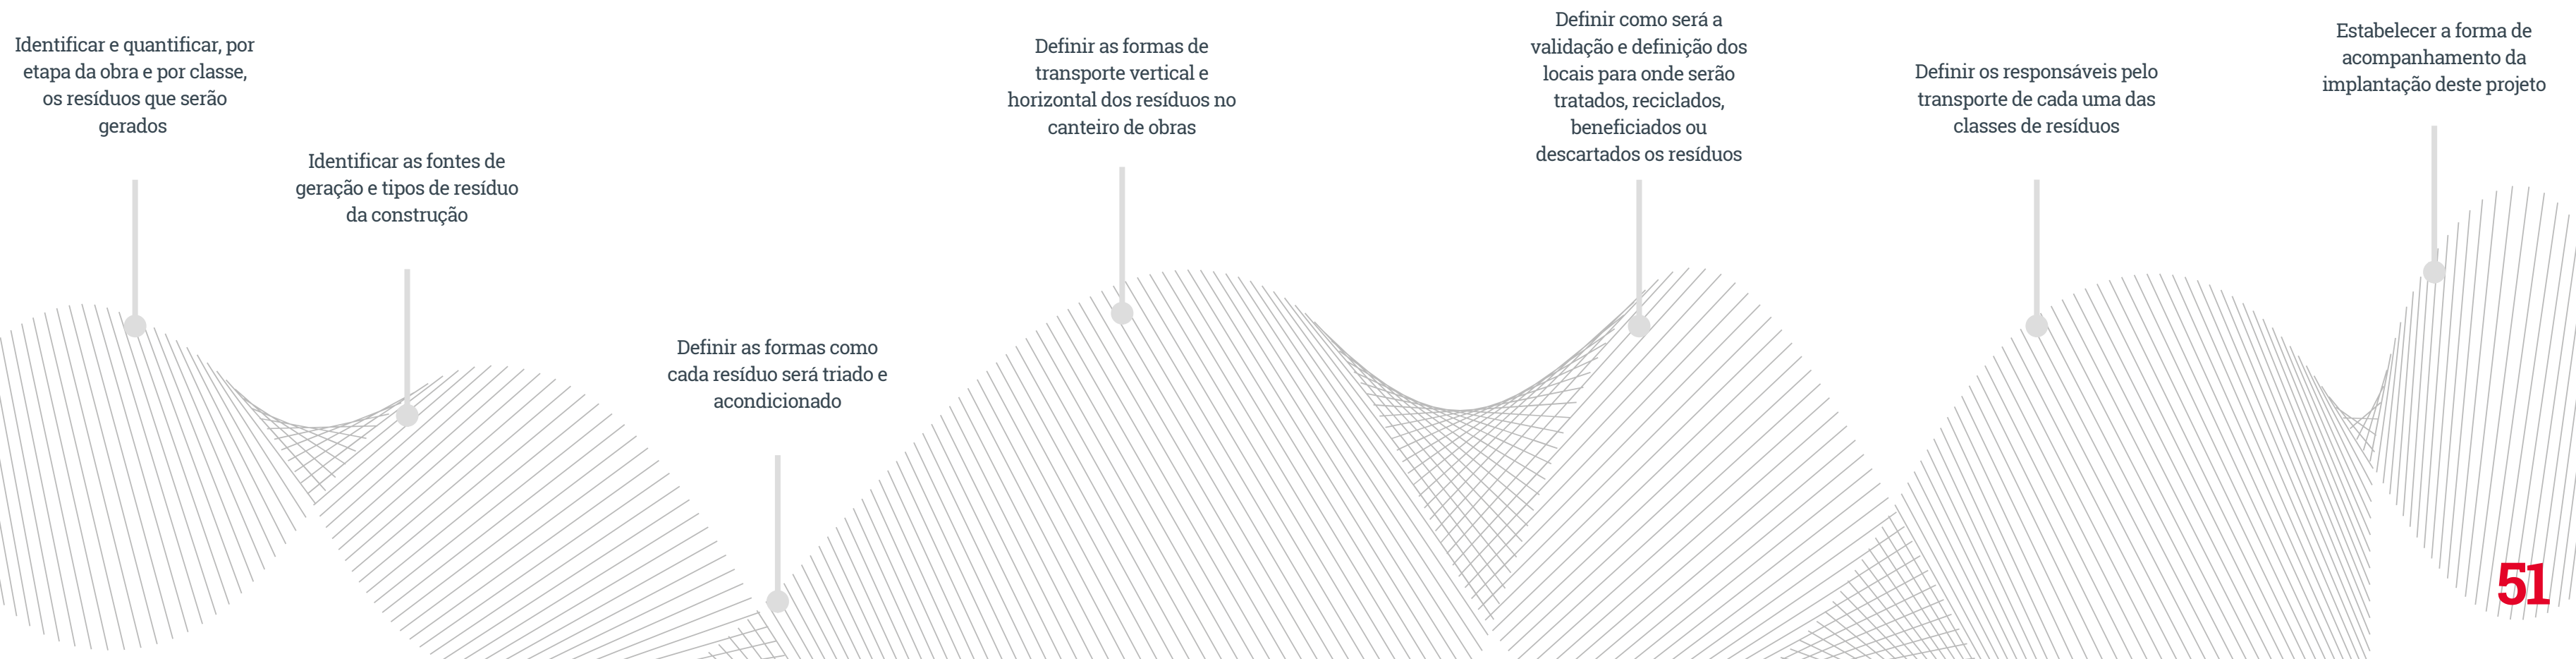 Identificar e quantificar, por
etapa da obra e por classe,
os resíduos que serão
gerados
Identificar as fontes de
geração e tipos de resíduo
da construção
Definir as formas como
cada resíduo será triado e
acondicionado
Definir as formas de
transporte vertical e
horizontal dos resíduos no
canteiro de obras
Definir como será a
validação e definição dos
locais para onde serão
tratados, reciclados,
beneficiados ou
descartados os resíduos
Definir os responsáveis pelo
transporte de cada uma das
classes de resíduos
Estabelecer a forma de
acompanhamento da
implantação deste projeto
51